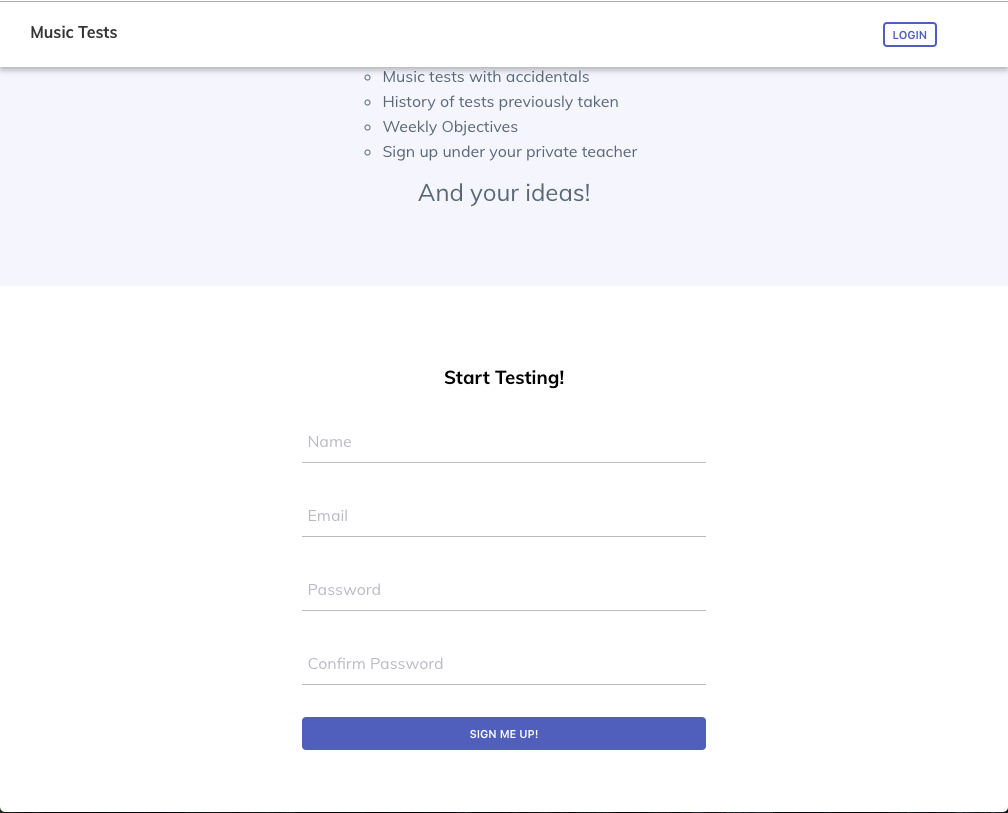 Music Tests
LOGIN
Music tests with accidentals
History of tests previously taken
Weekly Objectives
Sign up under your private teacher
And your ideas!
Start Testing!
Name
Email
Password
Confirm Password
SIGN ME UP!